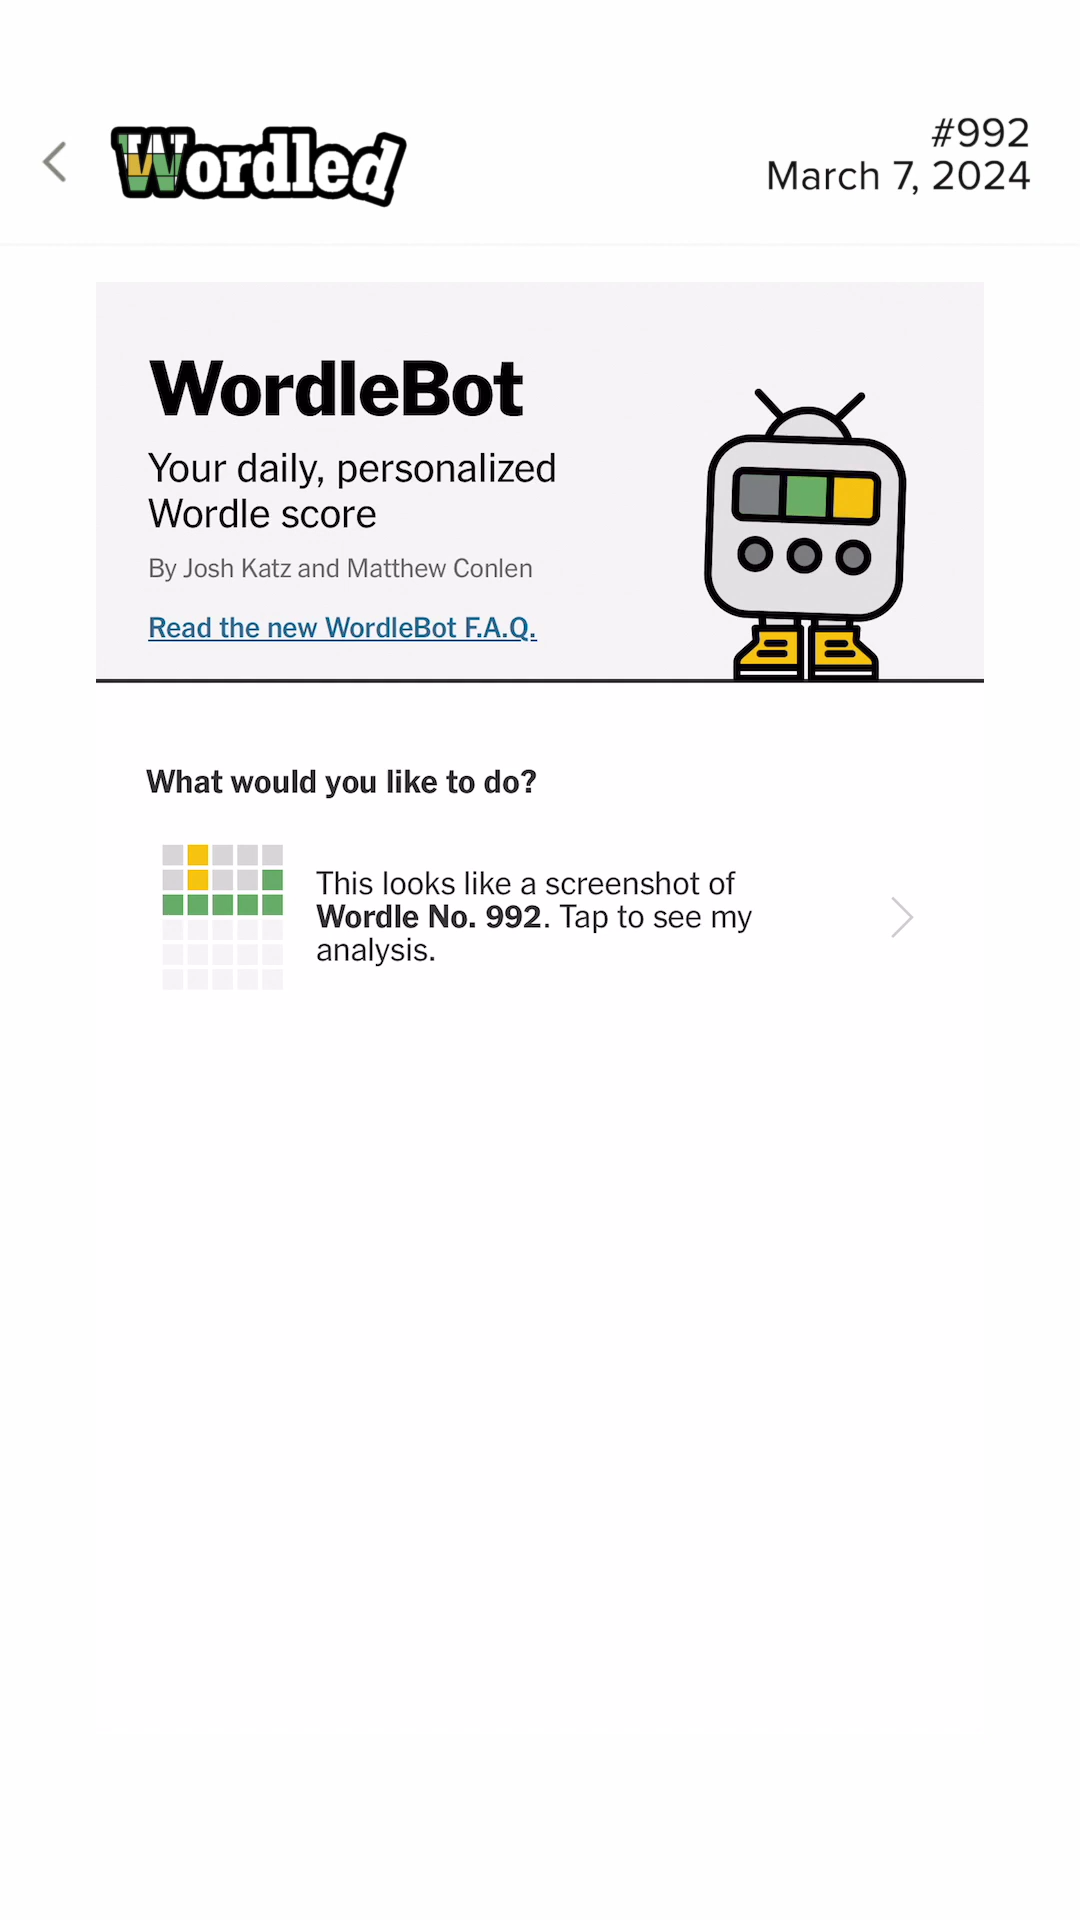 Wordled
#992
March 7, 2024
WordleBot
Your daily, personalized
Wordle score
By Josh Katz and Matthew Conlen
Read the new WordleBot F.A.Q.
What would you like to do?
This looks like a screenshot of
Wordle No. 992. Tap to see my
analysis.